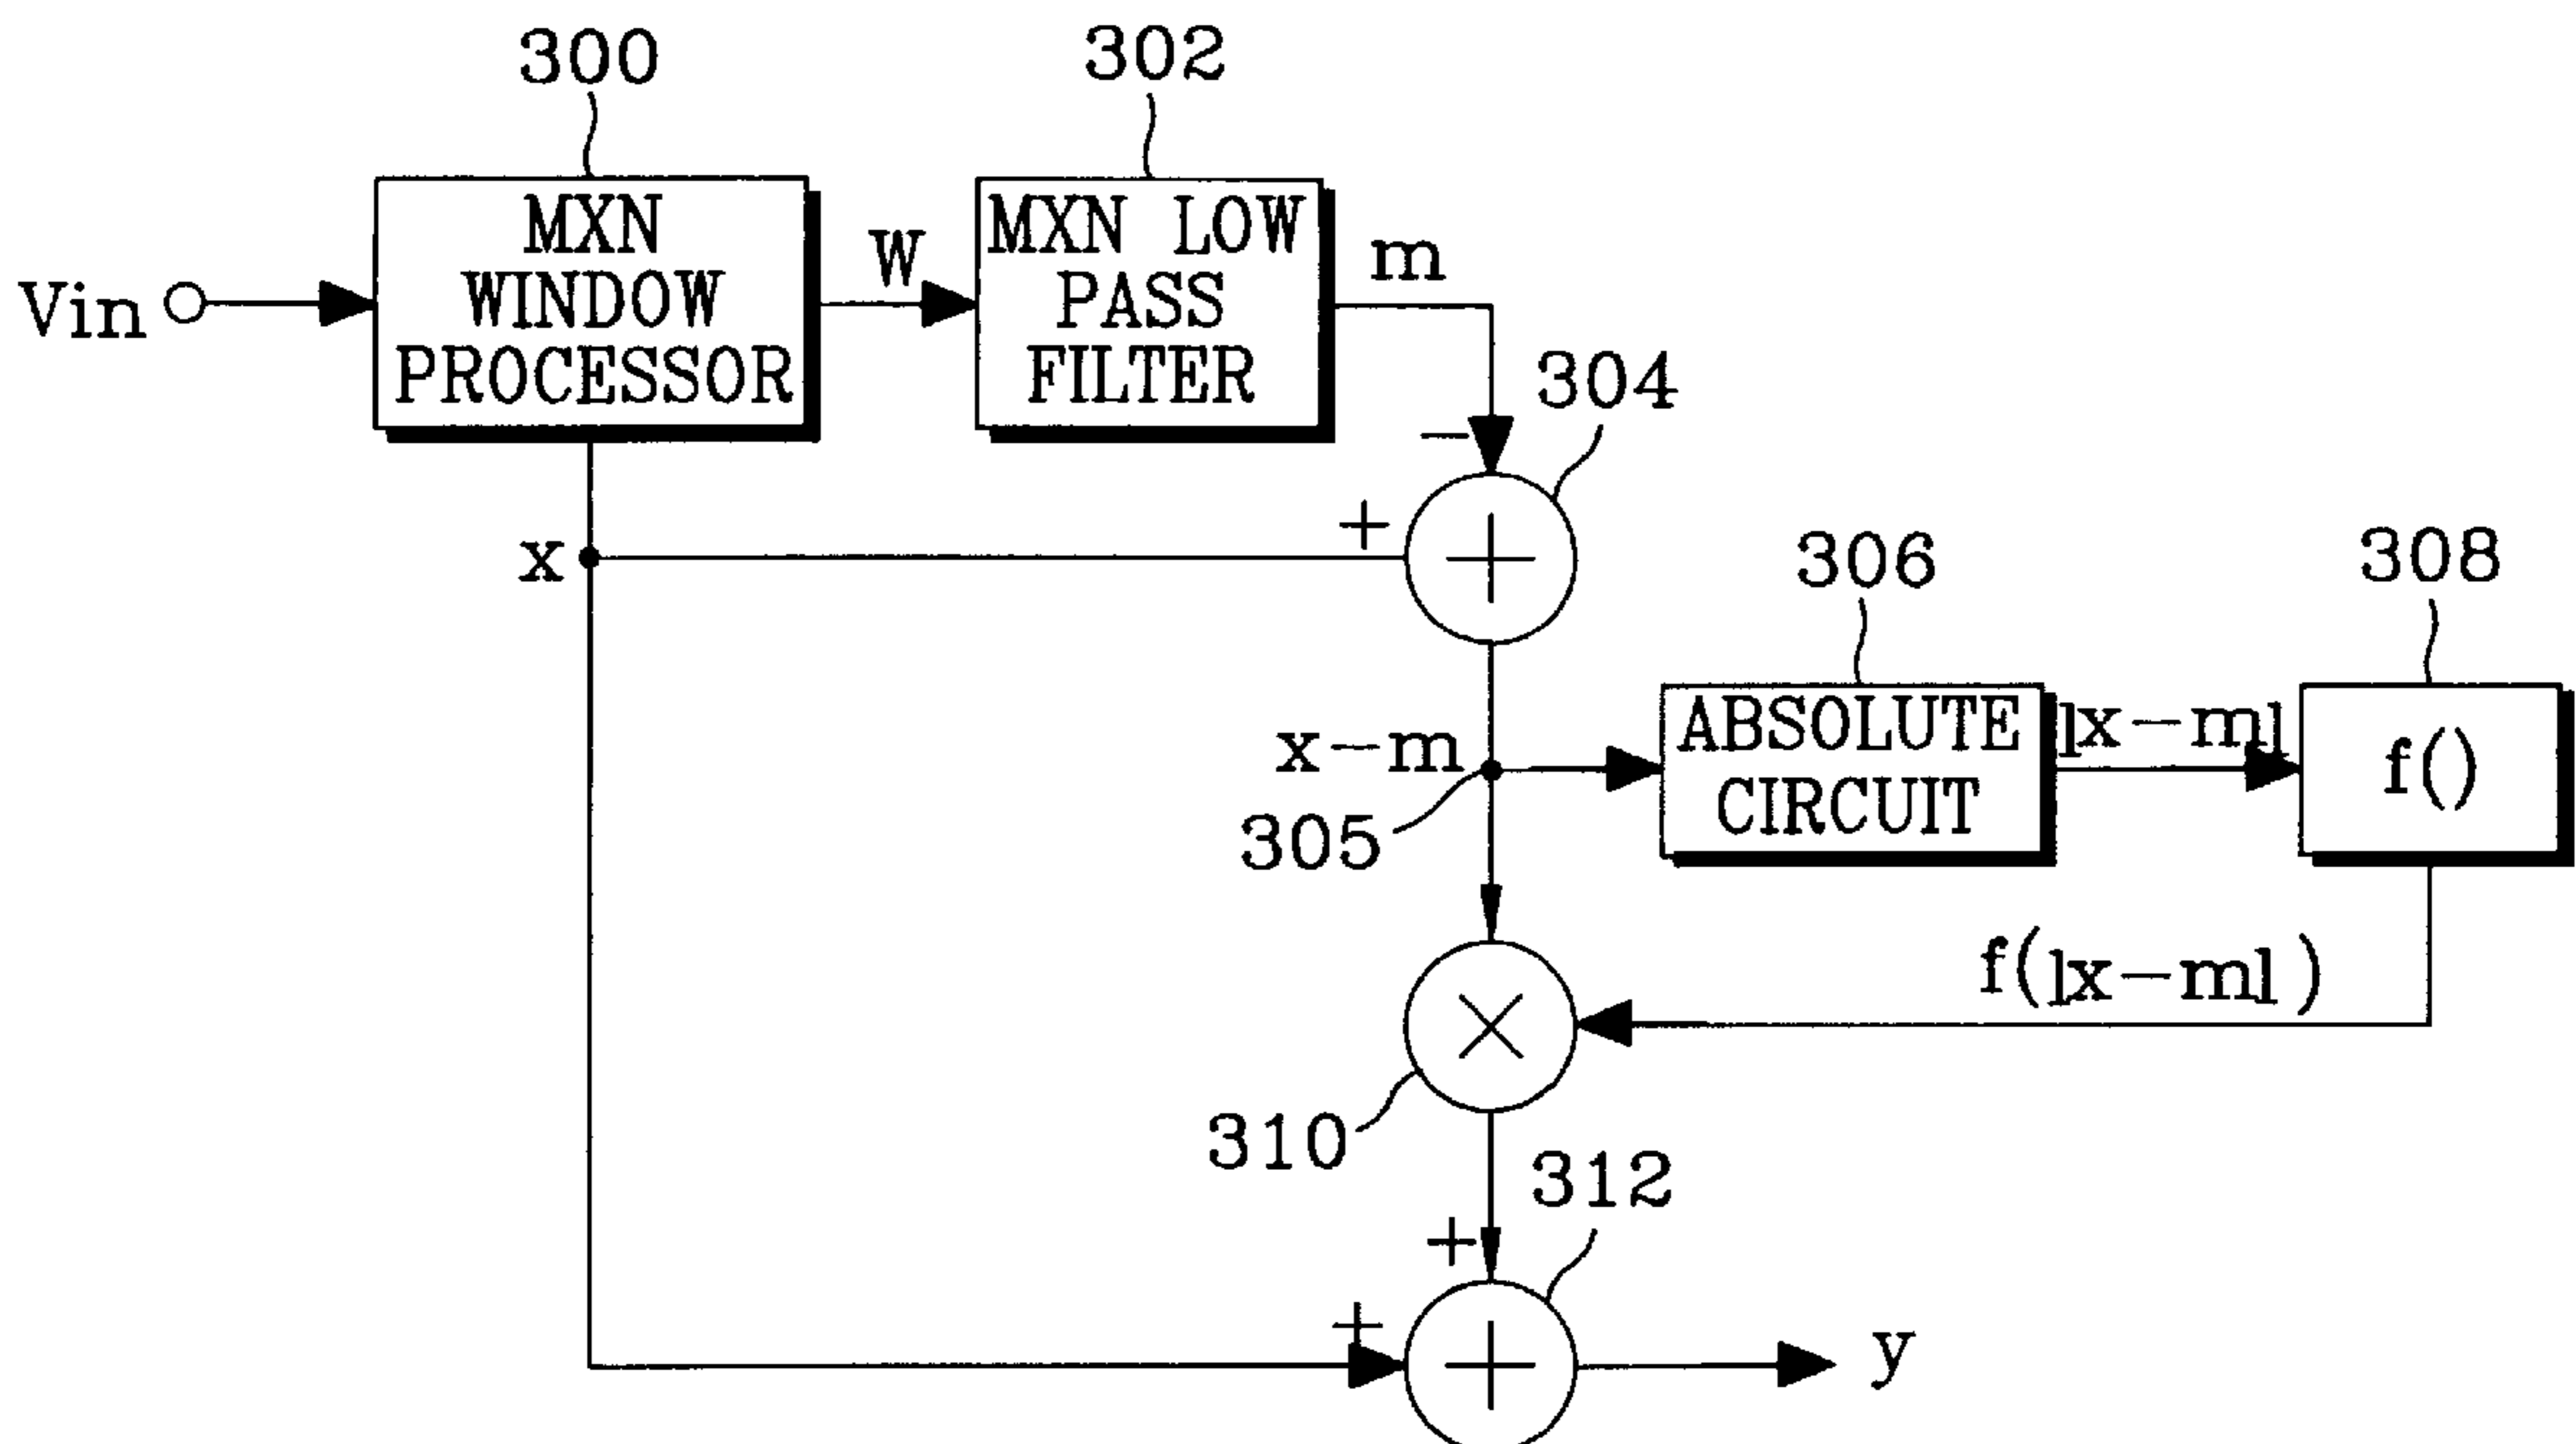 300
302
MXN
WINDOW
PROCESSOR
MXN LOW
PASS
FILTER
Vin
W
m
−
304
+
+
x
306
308
ABSOLUTE
CIRCUIT
|x−m|
f()
x−m
305
f(|x−m|)
×
310
312
+
+
+
y